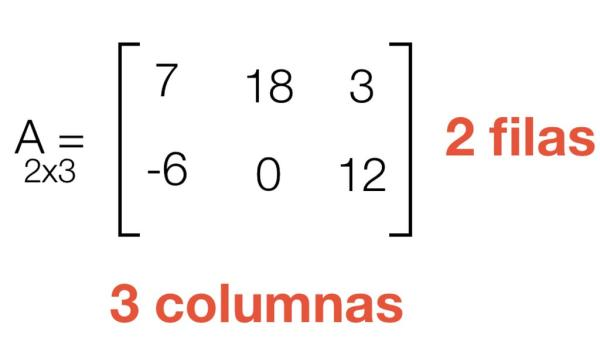 7 18 3
A =
2x3
-6 0 12
2 filas
3 columnas